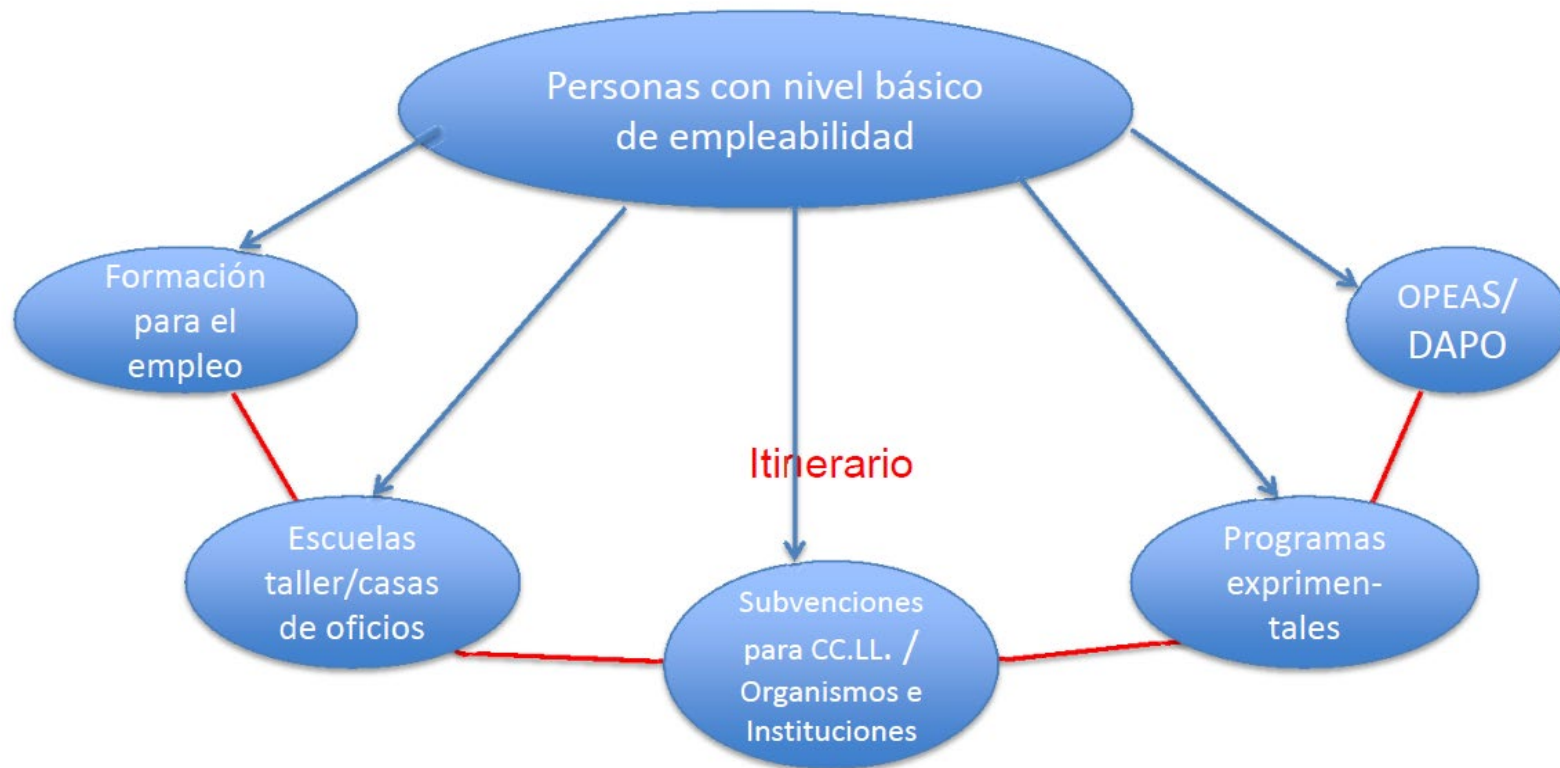 Personas con nivel básico
de empleabilidad
Formación
para el
empleo
OPEAS/
DAPO
Itinerario
Escuelas
taller/casas
de oficios
Subvenciones
para CC.LL. /
Organismos e
Instituciones
Programas
exprimen-
tales